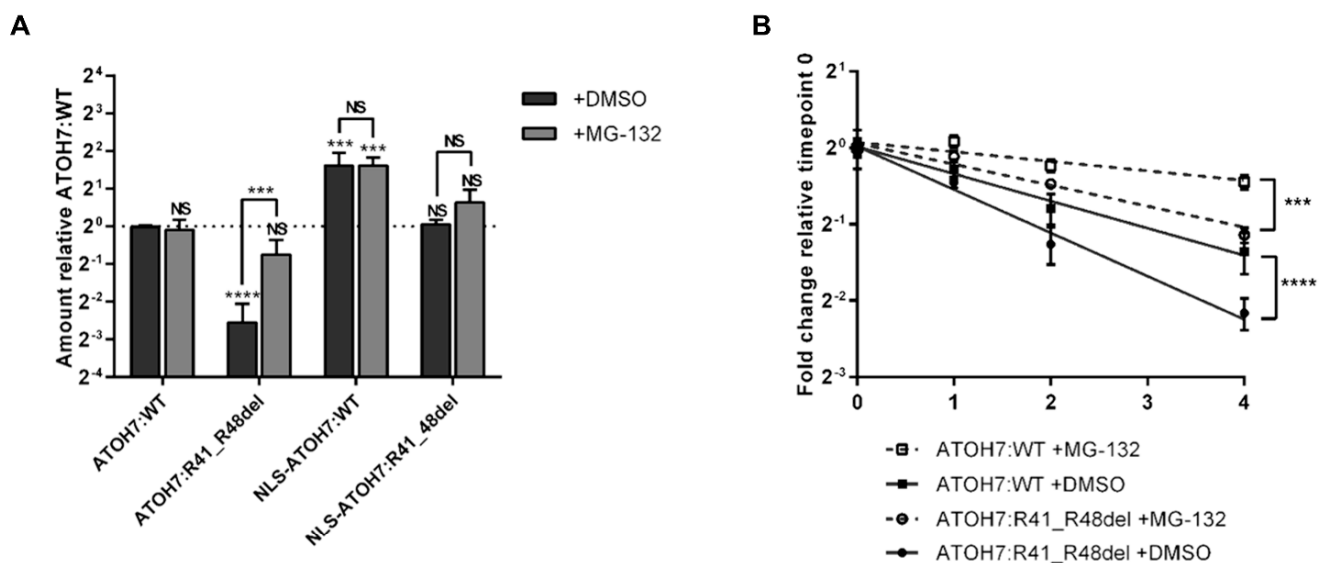 A
Amount relative ATOH7:WT
2^4
2^3
2^2
2^1
2^0
2^-1
2^-2
2^-3
2^-4
NS
****
***
NS
***
NS
***
NS
NS
NS
ATOH7:WT
ATOH7:R41_R48del
NLS-ATOH7:WT
NLS-ATOH7:R41_48del
+DMSO
+MG-132
B
Fold change relative timepoint 0
2^1
2^0
2^-1
2^-2
2^-3
0
1
2
3
4
***
****
ATOH7:WT +MG-132
ATOH7:WT +DMSO
ATOH7:R41_R48del +MG-132
ATOH7:R41_R48del +DMSO